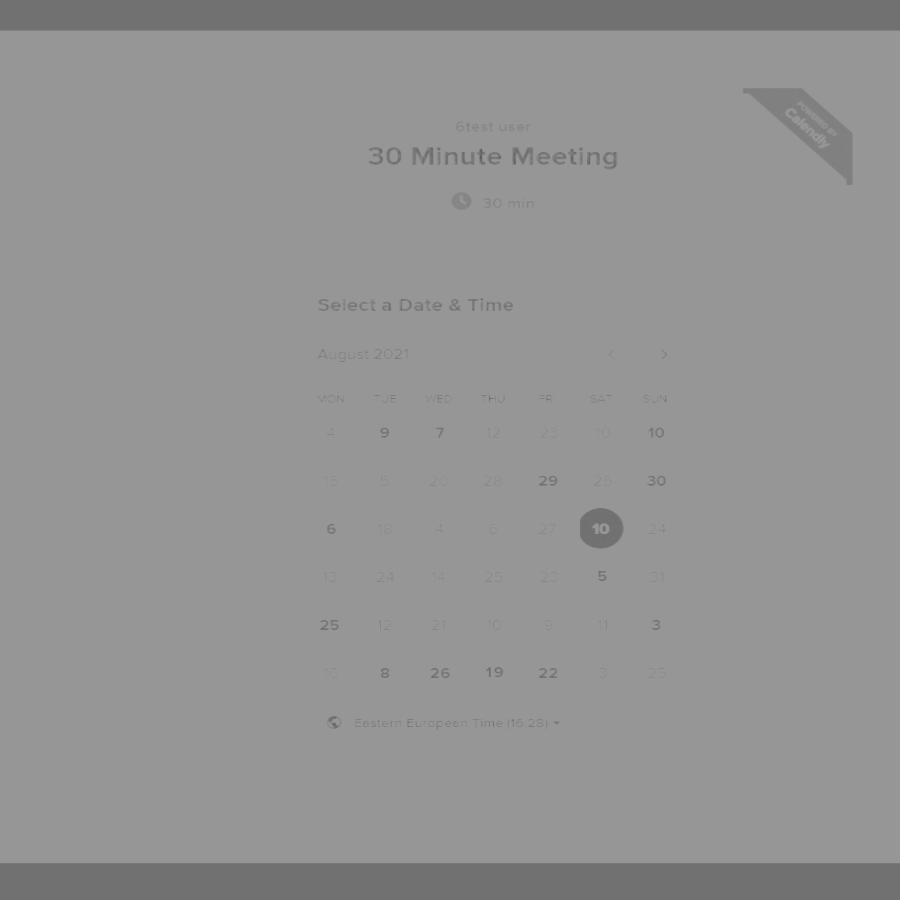 POWERED BY
Calendly
6test user
30 Minute Meeting
30 min
Select a Date & Time
August 2021
MON TUE WED THU FRI SAT SUN
4 9 7 12 23 10 10
15 5 20 28 29 26 30
6 18 4 6 27 10 24
13 24 14 25 23 5 31
25 12 21 10 9 11 3
16 8 26 19 22 3 25
Eastern European Time (16:28)